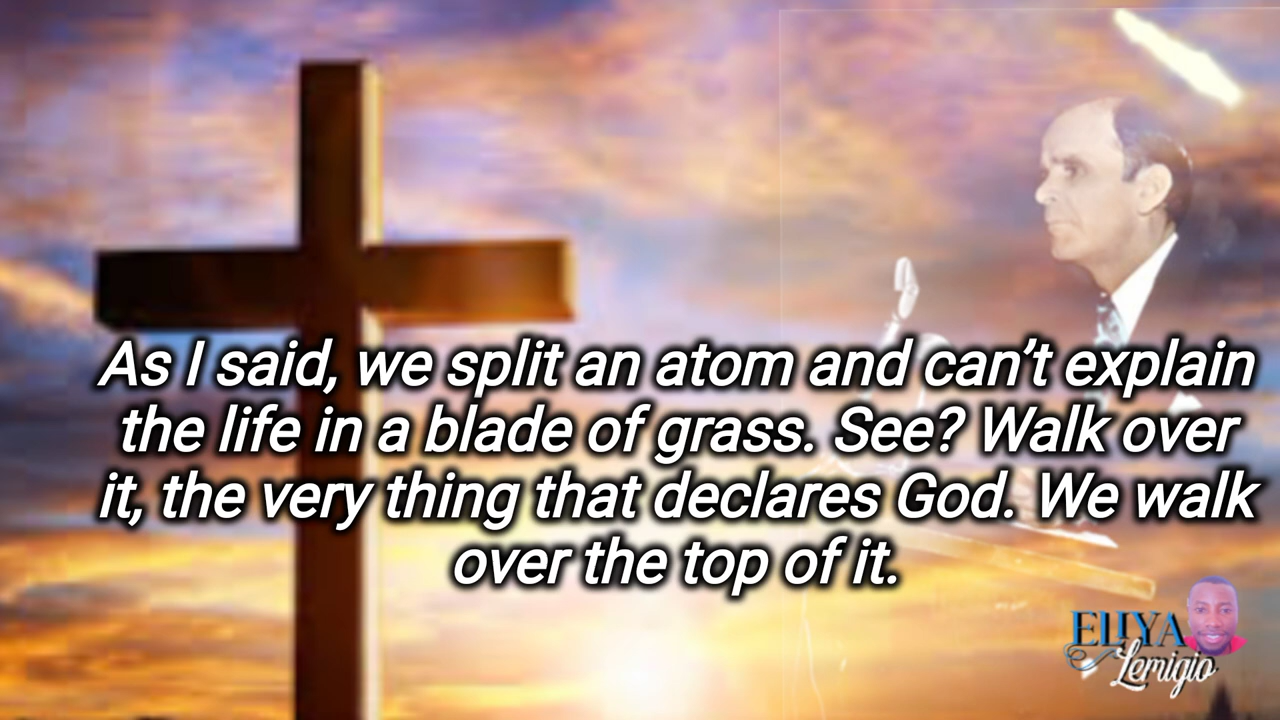 As I said, we split an atom and can’t explain
the life in a blade of grass. See? Walk over
it, the very thing that declares God. We walk
over the top of it.
ELIYA
Lemigio